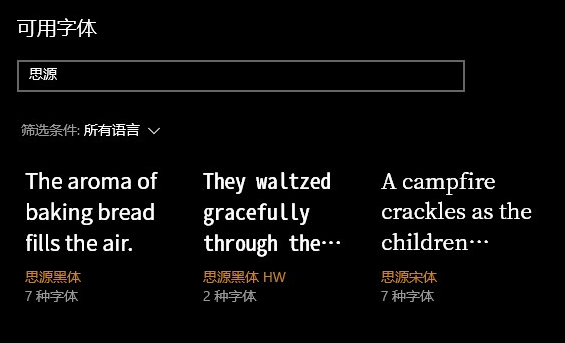 可用字体
思源
筛选条件: 所有语言
The aroma of
baking bread
fills the air.
思源黑体
7 种字体
They waltzed
gracefully
through the…
思源黑体 HW
2 种字体
A campfire
crackles as the
children…
思源宋体
7 种字体